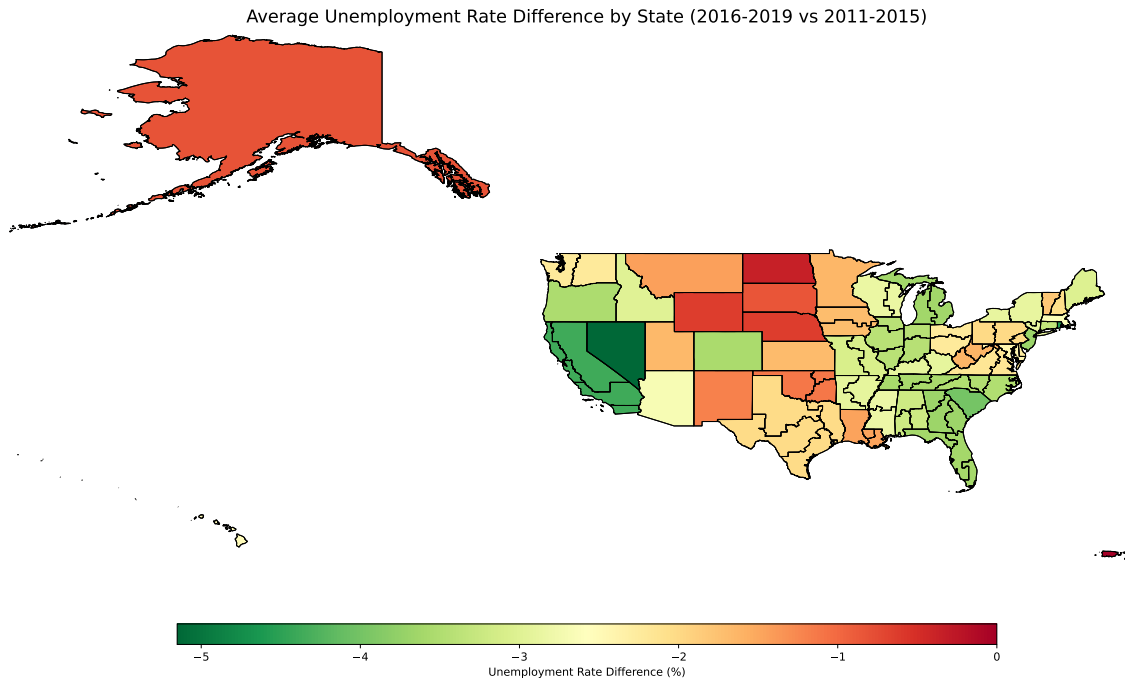 Average Unemployment Rate Difference by State (2016-2019 vs 2011-2015)
−5 −4 −3 −2 −1 0
Unemployment Rate Difference (%)